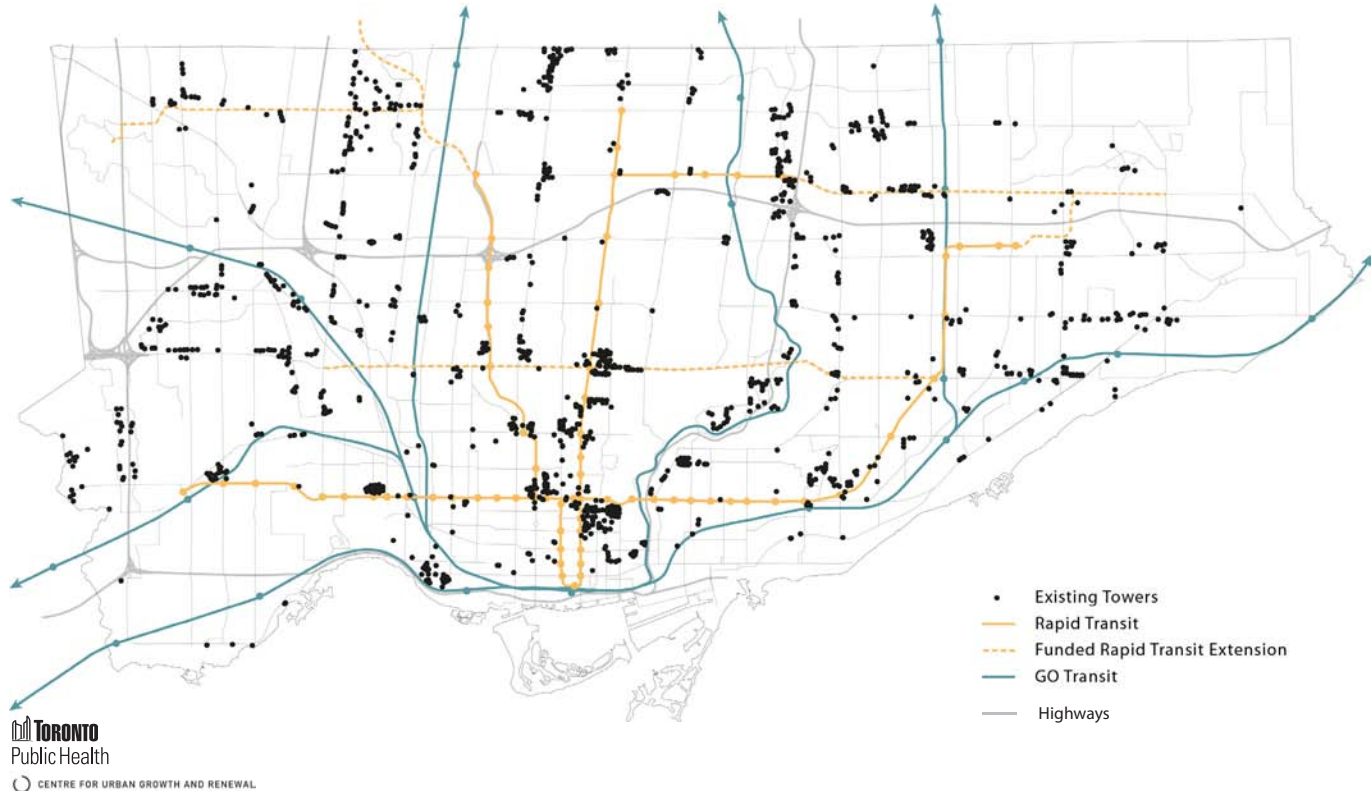 Existing Towers
Rapid Transit
Funded Rapid Transit Extension
GO Transit
Highways
TORONTO
Public Health
CENTRE FOR URBAN GROWTH AND RENEWAL